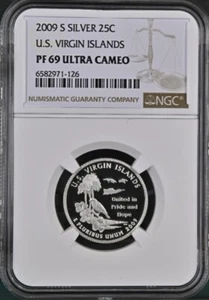 2009 S SILVER 25C
U.S. VIRGIN ISLANDS
PF 69 ULTRA CAMEO
6582971-126
NUMISMATIC GUARANTY COMPANY
NGC
U.S. VIRGIN ISLANDS
United in
Pride and
Hope
E PLURIBUS UNUM 2009